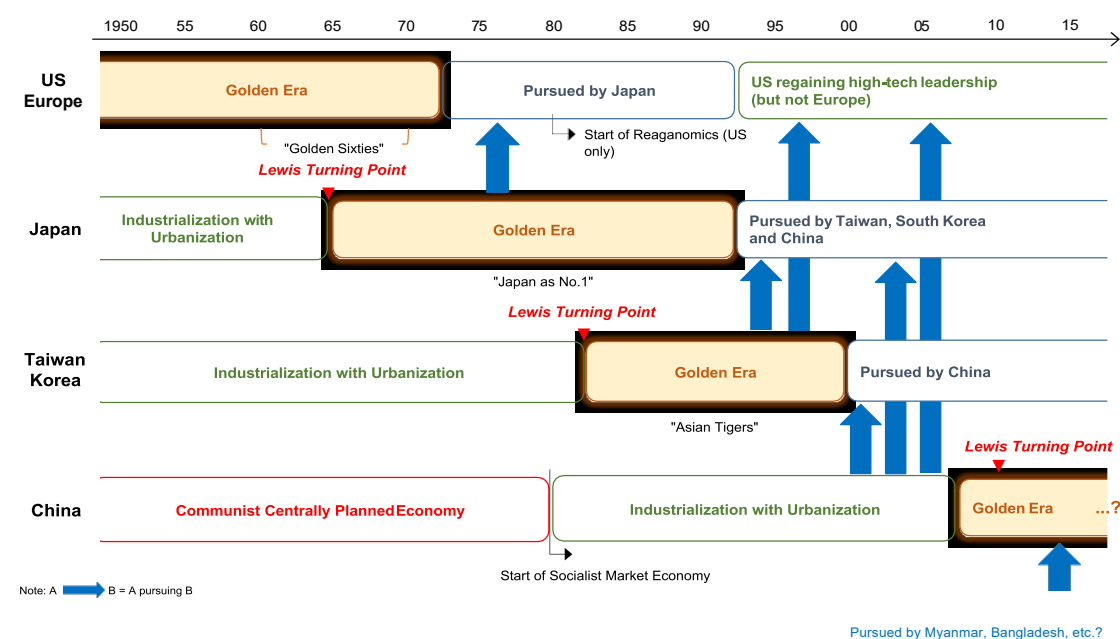 1950 55 60 65 70 75 80 85 90 95 00 05 10 15
US
Europe
Golden Era
Pursued by Japan
US regaining high-tech leadership
(but not Europe)
"Golden Sixties"
Start of Reaganomics (US
only)
Lewis Turning Point
Japan
Industrialization with
Urbanization
Golden Era
Pursued by Taiwan, South Korea
and China
"Japan as No.1"
Lewis Turning Point
Taiwan
Korea
Industrialization with Urbanization
Golden Era
Pursued by China
"Asian Tigers"
Lewis Turning Point
China
Communist Centrally Planned Economy
Industrialization with Urbanization
Golden Era ...?
Start of Socialist Market Economy
Note: A B = A pursuing B
Pursued by Myanmar, Bangladesh, etc.?